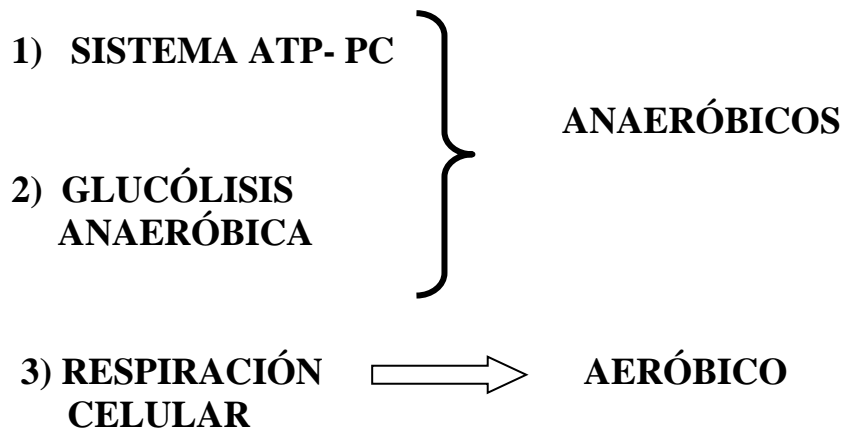 1) SISTEMA ATP- PC
ANAERÓBICOS
2) GLUCÓLISIS
ANAERÓBICA
3) RESPIRACIÓN
CELULAR
AERÓBICO